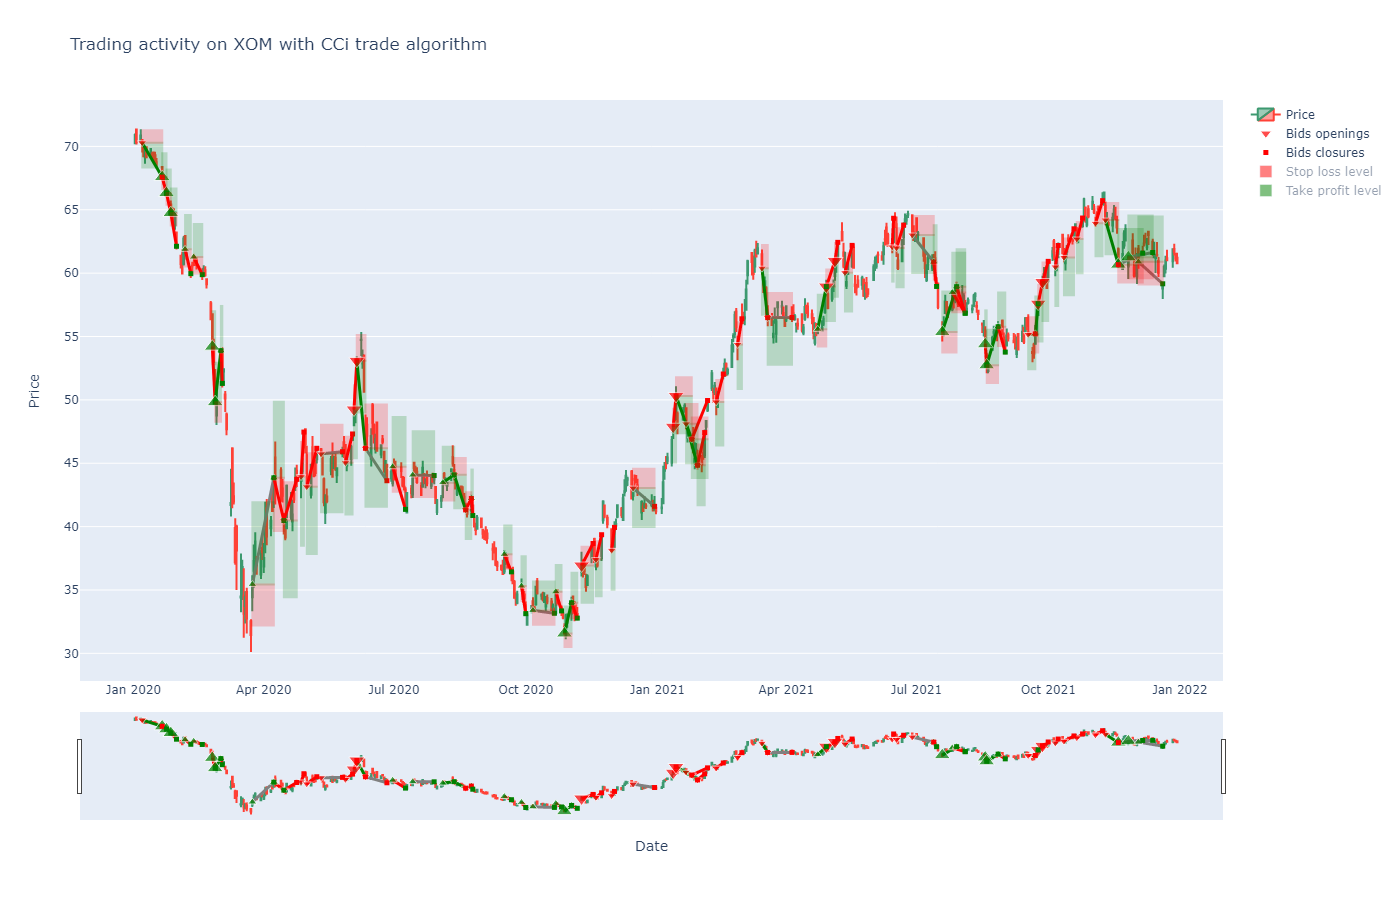 Trading activity on XOM with CCi trade algorithm
Price
Bids openings
Bids closures
Stop loss level
Take profit level
70
65
60
55
50
45
40
35
30
Price
Jan 2020
Apr 2020
Jul 2020
Oct 2020
Jan 2021
Apr 2021
Jul 2021
Oct 2021
Jan 2022
Date